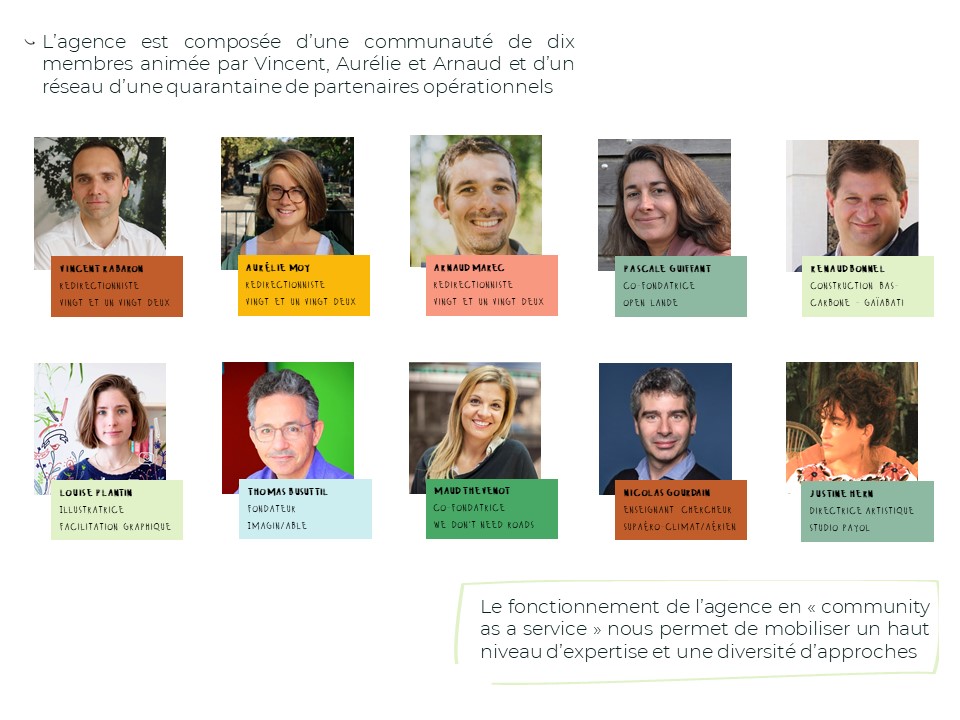 L'agence est composée d'une communauté de dix
membres animée par Vincent, Aurélie et Arnaud et d'un
réseau d'une quarantaine de partenaires opérationnels
VINCENT RABARON
REDIRECTIONNISTE
VINGT ET UN VINGT DEUX
AURÉLIE MOY
REDIRECTIONNISTE
VINGT ET UN VINGT DEUX
ARNAUD MAREC
REDIRECTIONNISTE
VINGT ET UN VINGT DEUX
PASCALE GUIFFANT
CO-FONDATRICE
OPEN LANDE
RENAUD BONNEL
CONSTRUCTION BAS-
CARBONE - GAÏABATI
LOUISE PLANTIN
ILLUSTRATRICE
FACILITATION GRAPHIQUE
THOMAS BUSUTTIL
FONDATEUR
IMAGIN/ABLE
MAUD THEVENOT
CO-FONDATRICE
WE DON'T NEED ROADS
NICOLAS GOURDAIN
ENSEIGNANT CHERCHEUR
SUPAÉRO-CLIMAT/AÉRIEN
JUSTINE HERN
DIRECTRICE ARTISTIQUE
STUDIO PAYOL
Le fonctionnement de l'agence en « community
as a service » nous permet de mobiliser un haut
niveau d'expertise et une diversité d'approches